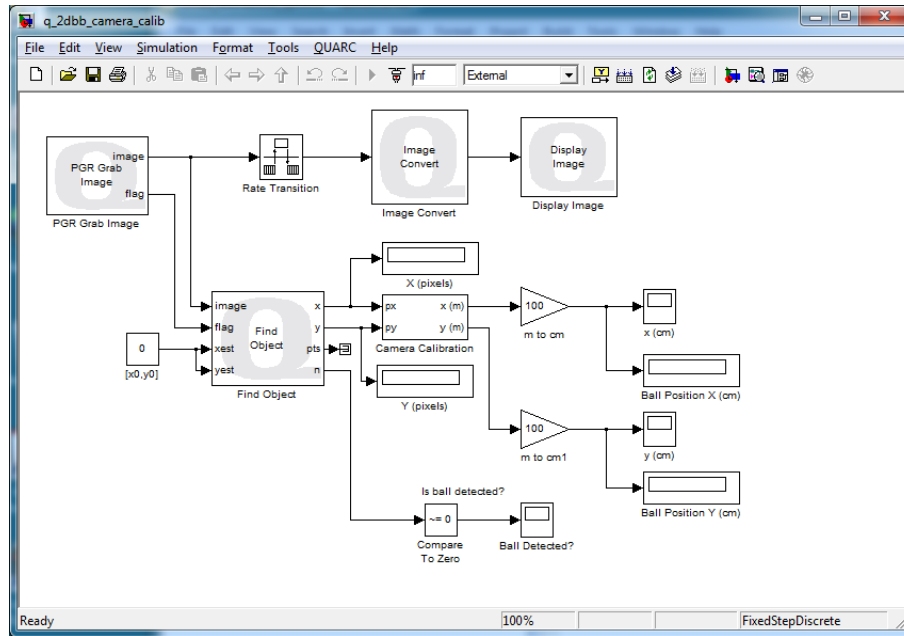 q_2dbb_camera_calib
File Edit View Simulation Format Tools QUARC Help
inf External
PGR Grab
Image
image
flag
PGR Grab Image
Rate Transition
Image
Convert
Image Convert
Display
Image
Display Image
X (pixels)
image
flag
xest
yest
Find
Object
x
y
pts
n
Find Object
0
[x0,y0]
px
py
x (m)
y (m)
Camera Calibration
Y (pixels)
100
m to cm
x (cm)
Ball Position X (cm)
100
m to cm1
y (cm)
Ball Position Y (cm)
Is ball detected?
~= 0
Compare
To Zero
Ball Detected?
Ready 100% FixedStepDiscrete